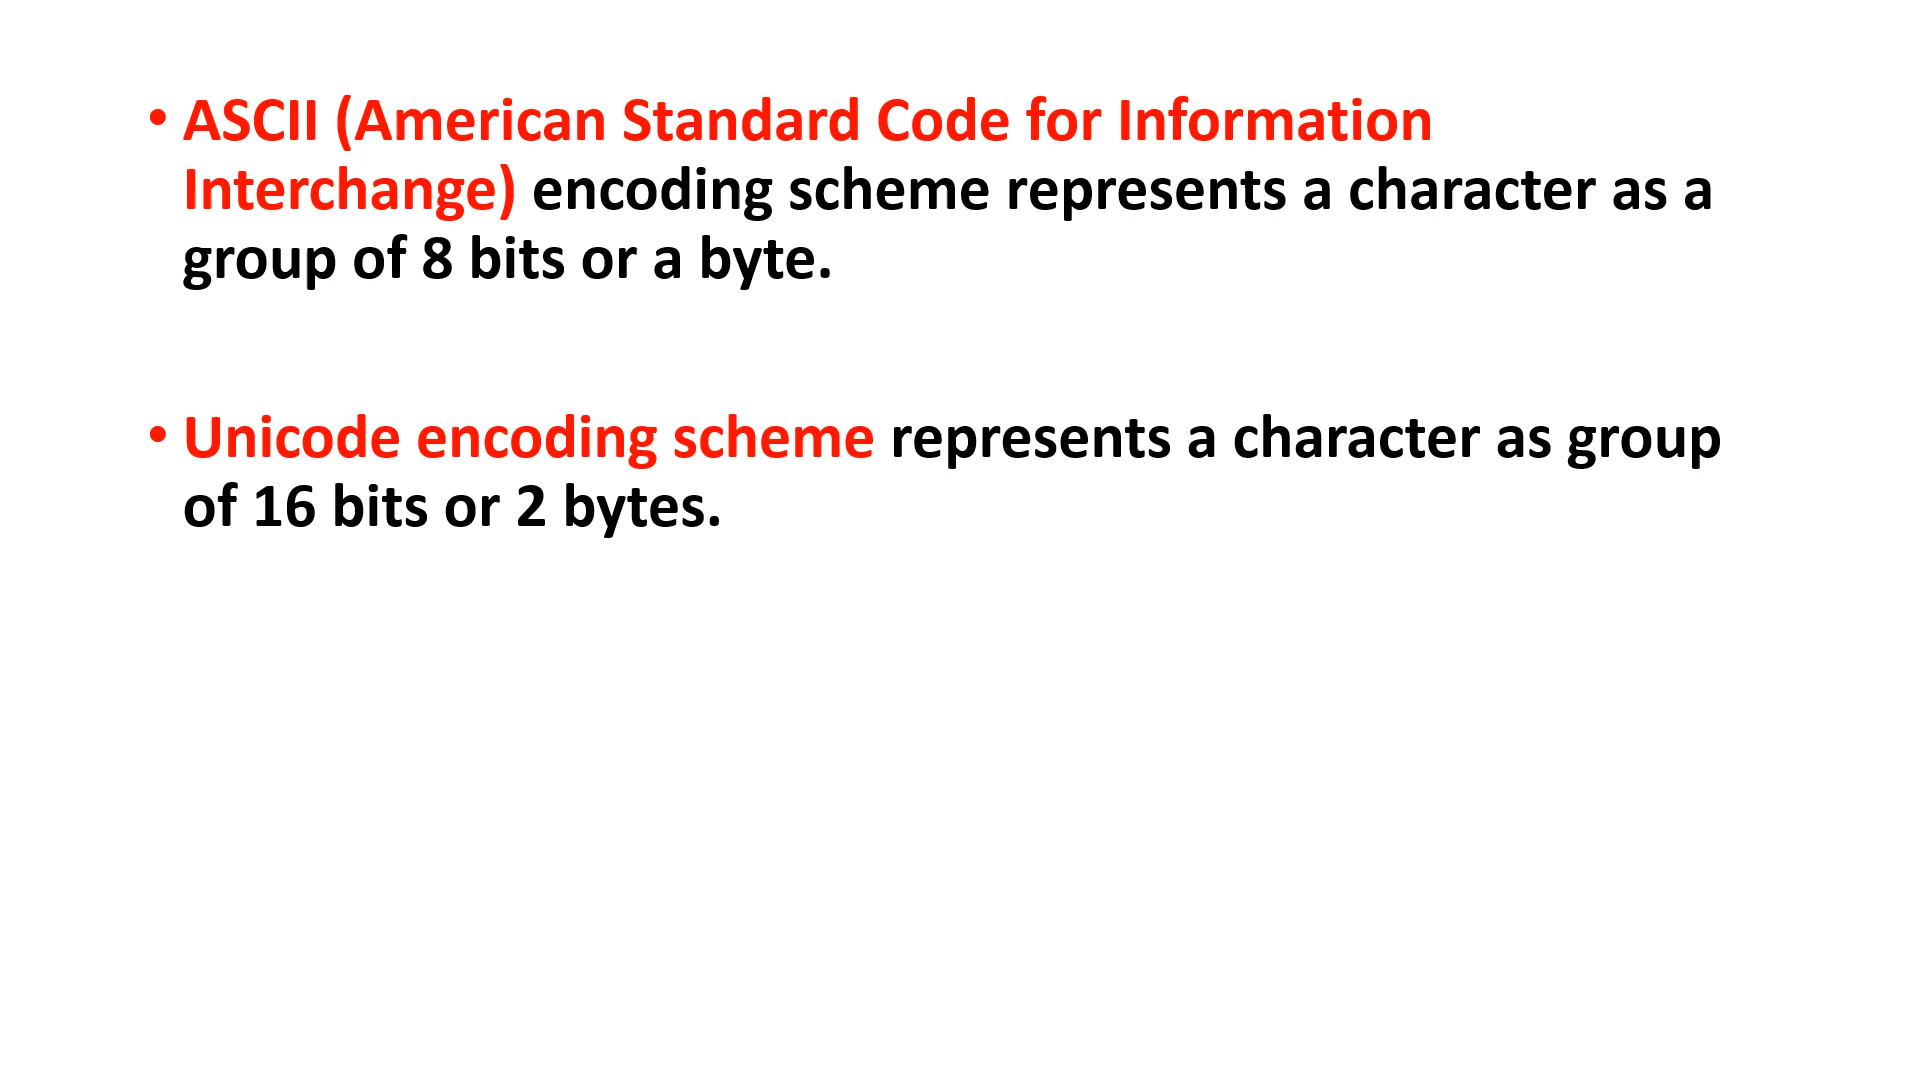 • ASCII (American Standard Code for Information
Interchange) encoding scheme represents a character as a
group of 8 bits or a byte.
• Unicode encoding scheme represents a character as group
of 16 bits or 2 bytes.